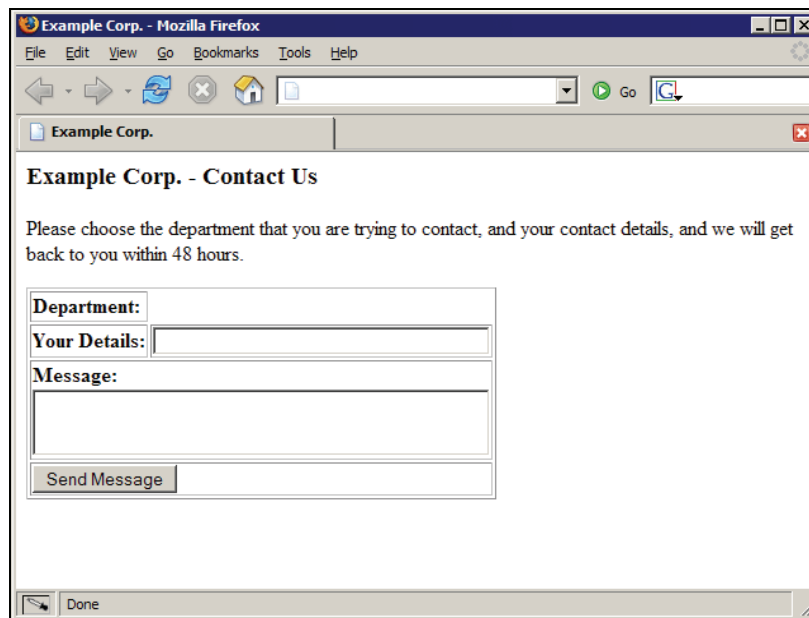 Example Corp. - Mozilla Firefox
File Edit View Go Bookmarks Tools Help
Go G
Example Corp.
Example Corp. - Contact Us
Please choose the department that you are trying to contact, and your contact details, and we will get
back to you within 48 hours.
Department:
Your Details:
Message:
Send Message
Done